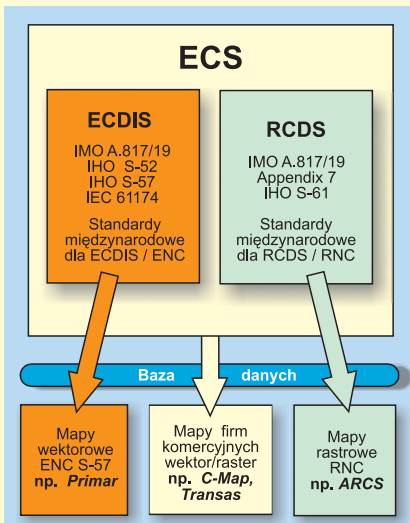 ECS
ECDIS
IMO A.817/19
IHO S-52
IHO S-57
IEC 61174
Standardy
międzynarodowe
dla ECDIS / ENC
RCDS
IMO A.817/19
Appendix 7
IHO S-61
Standardy
międzynarodowe
dla RCDS / RNC
Baza danych
Mapy
wektorowe
ENC S-57
np. Primar
Mapy firm
komercyjnych
wektor/raster
np. C-Map,
Transas
Mapy
rastrowe
RNC
np. ARCS